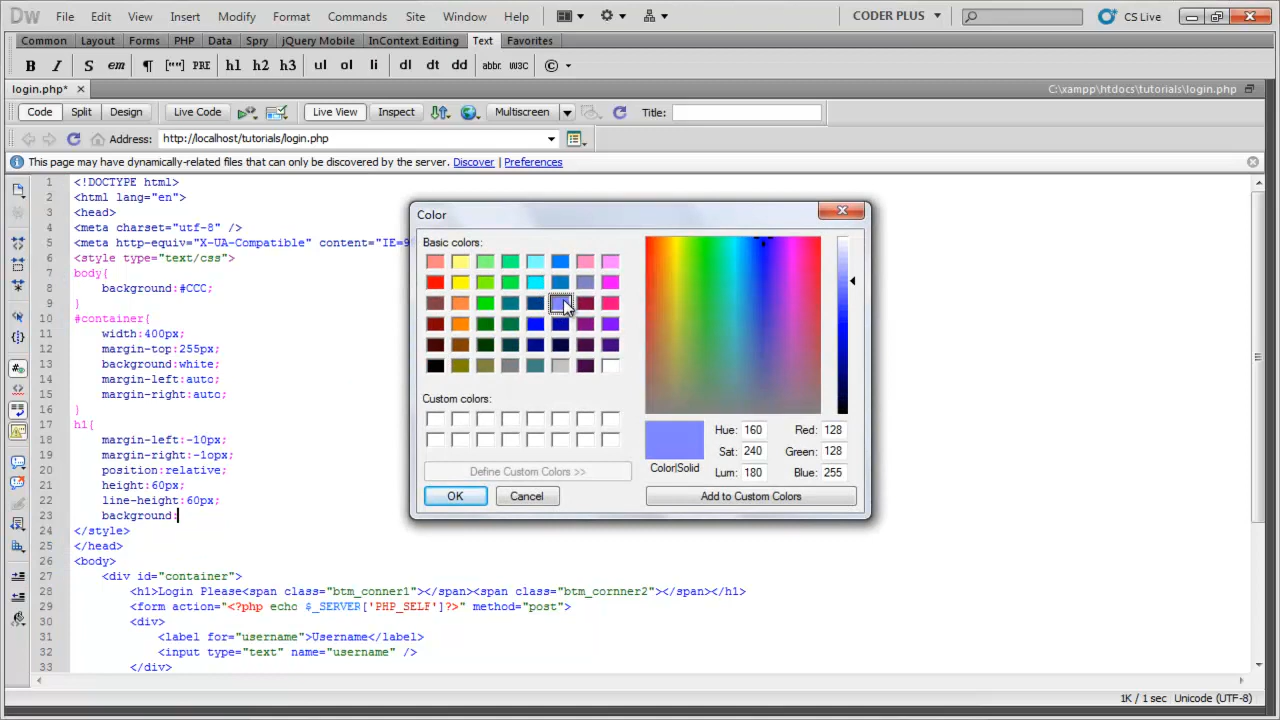 Dw File Edit View Insert Modify Format Commands Site Window Help CODER PLUS CS Live
Common Layout Forms PHP Data Spry jQuery Mobile InContext Editing Text Favorites
B I S em ¶ [""] PRE h1 h2 h3 ul ol li dl dt dd abbr. W3C ©
login.php* C:\xampp\htdocs\tutorials\login.php
Code Split Design Live Code Live View Inspect Multiscreen Title:
Address: http://localhost/tutorials/login.php
This page may have dynamically-related files that can only be discovered by the server. Discover Preferences
1 <!DOCTYPE html>
2 <html lang="en">
3 <head>
4 <meta charset="utf-8" />
5 <meta http-equiv="X-UA-Compatible" content="IE=9
6 <style type="text/css">
7 body{
8 background:#CCC;
9 }
10 #container{
11 width:400px;
12 margin-top:255px;
13 background:white;
14 margin-left:auto;
15 margin-right:auto;
16 }
17 h1{
18 margin-left:-10px;
19 margin-right:-1opx;
20 position:relative;
21 height:60px;
22 line-height:60px;
23 background:
24 </style>
25 </head>
26 <body>
27 <div id="container">
28 <h1>Login Please<span class="btm_conner1"></span><span class="btm_cornner2"></span></h1>
29 <form action="<?php echo $_SERVER['PHP_SELF']?>" method="post">
30 <div>
31 <label for="username">Username</label>
32 <input type="text" name="username" />
33 </div>
Color
Basic colors:
Custom colors:
Define Custom Colors >>
OK Cancel
Color|Solid
Hue: 160 Red: 128
Sat: 240 Green: 128
Lum: 180 Blue: 255
Add to Custom Colors
1K / 1 sec Unicode (UTF-8)